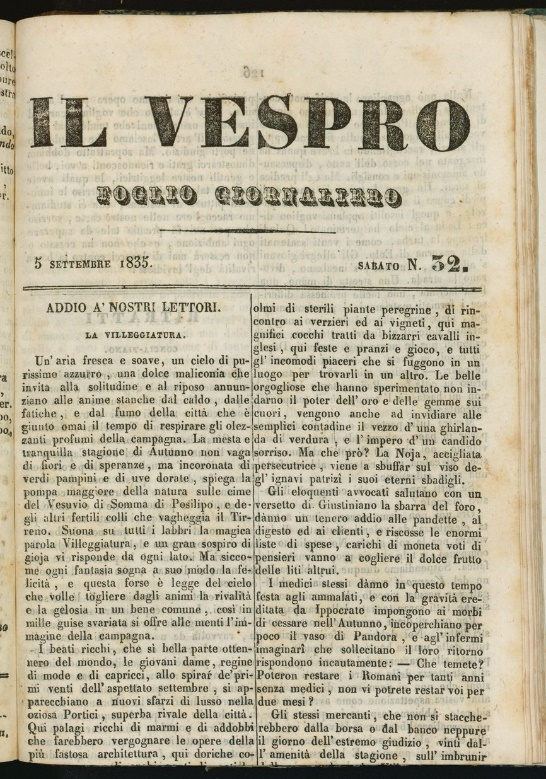 IL VESPRO
FOGLIO GIORNALIERO
5 SETTEMBRE 1835.
SABATO N. 32.
ADDIO A' NOSTRI LETTORI.
LA VILLEGGIATURA.
Un' aria fresca e soave, un cielo di pu-
rissimo azzurro , una dolce maliconia che
invita alla solitudine e al riposo annun-
ziano alle anime stanche dal caldo , dalle
fatiche , e dal fumo della città che è
giunto omai il tempo di respirare gli olez-
zanti profumi della campagna. La mesta e
tranquilla stagione di Autunno non vaga
di fiori e di speranze , ma incoronata di
verdi pampini e di uve dorate , spiega la
pompa maggiore della natura sulle cime
del Vesuvio di Somma di Posilipo , e de-
gli altri fertili colli che vagheggia il Tir-
reno. Suona su tutti i labbri la magica
parola Villeggiatura, e un gran sospiro di
gioja vi risponde da ogni lato. Ma sicco-
me ogni fantasia sogna a suo modo la fe-
licità , e questa forse è legge del cielo
che volle togliere dagli animi la rivalità
e la gelosia in un bene comune , così in
mille guise svariata si offre alle menti l'im-
magine della campagna.
I beati ricchi, che si bella parte otten-
nero del mondo, le giovani dame , regine
di mode e di capricci, allo spirar de' pri-
mi venti dell' aspettato settembre , si ap-
parecchiano a nuovi sfarzi di lusso nella
oziosa Portici , superba rivale della città.
Qui palagi ricchi di marmi e di addobbi
che farebbero vergognare le opere della
più fastosa architettura , qui doriche co-
olmi di sterili piante peregrine , di rin-
contro ai verzieri ed ai vigneti, qui ma-
gnifici cocchi tratti da bizzarri cavalli in-
glesi , qui feste e pranzi e gioco, e tutti
gl' incomodi piaceri che si fuggono in un
luogo per trovarli in un altro. Le belle
orgogliose che hanno sperimentato non in-
darno il poter dell' oro e delle gemme sui
cuori, vengono anche ad invidiare alle
semplici contadine il vezzo d' una ghirlan-
da di verdura , e l' impero d' un candido
sorriso. Ma che prò? La Noja, accigliata
persecutrice , viene a sbuffar sul viso de-
gl' ignavi patrizi i suoi eterni sbadigli.
Gli eloquenti avvocati salutano con un
versetto di Giustiniano la sbarra del foro,
dànno un tenero addio alle pandette , al
digesto ed ai clienti, e riscosse le enormi
liste di spese, carichi di moneta voti di
pensieri vanno a cogliere il dolce frutto
delle liti altrui.
I medici stessi dànno in questo tempo
festa agli ammalati, e con la gravità ere-
ditata da Ippocrate impongono ai morbi
di cessare nell'Autunno, incoperchiano per
poco il vaso di Pandora , e agl' infermi
imaginarî che sollecitano il loro ritorno
rispondono incautamente: — Che temete?
Poteron restare i Romani per tanti anni
senza medici , non vi potrete restar voi per
due mesi ?
Gli stessi mercanti, che non si stacche-
rebbero dalla borsa o dal banco neppure
il giorno dell'estremo giudizio , vinti dal-
l' amenità della stagione , sull' imbrunir